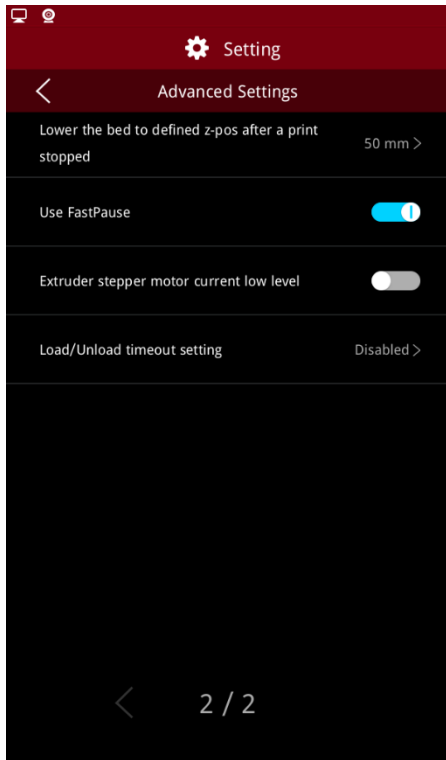 Setting
Advanced Settings
Lower the bed to defined z-pos after a print
stopped
50 mm >
Use FastPause
Extruder stepper motor current low level
Load/Unload timeout setting
Disabled >
2 / 2